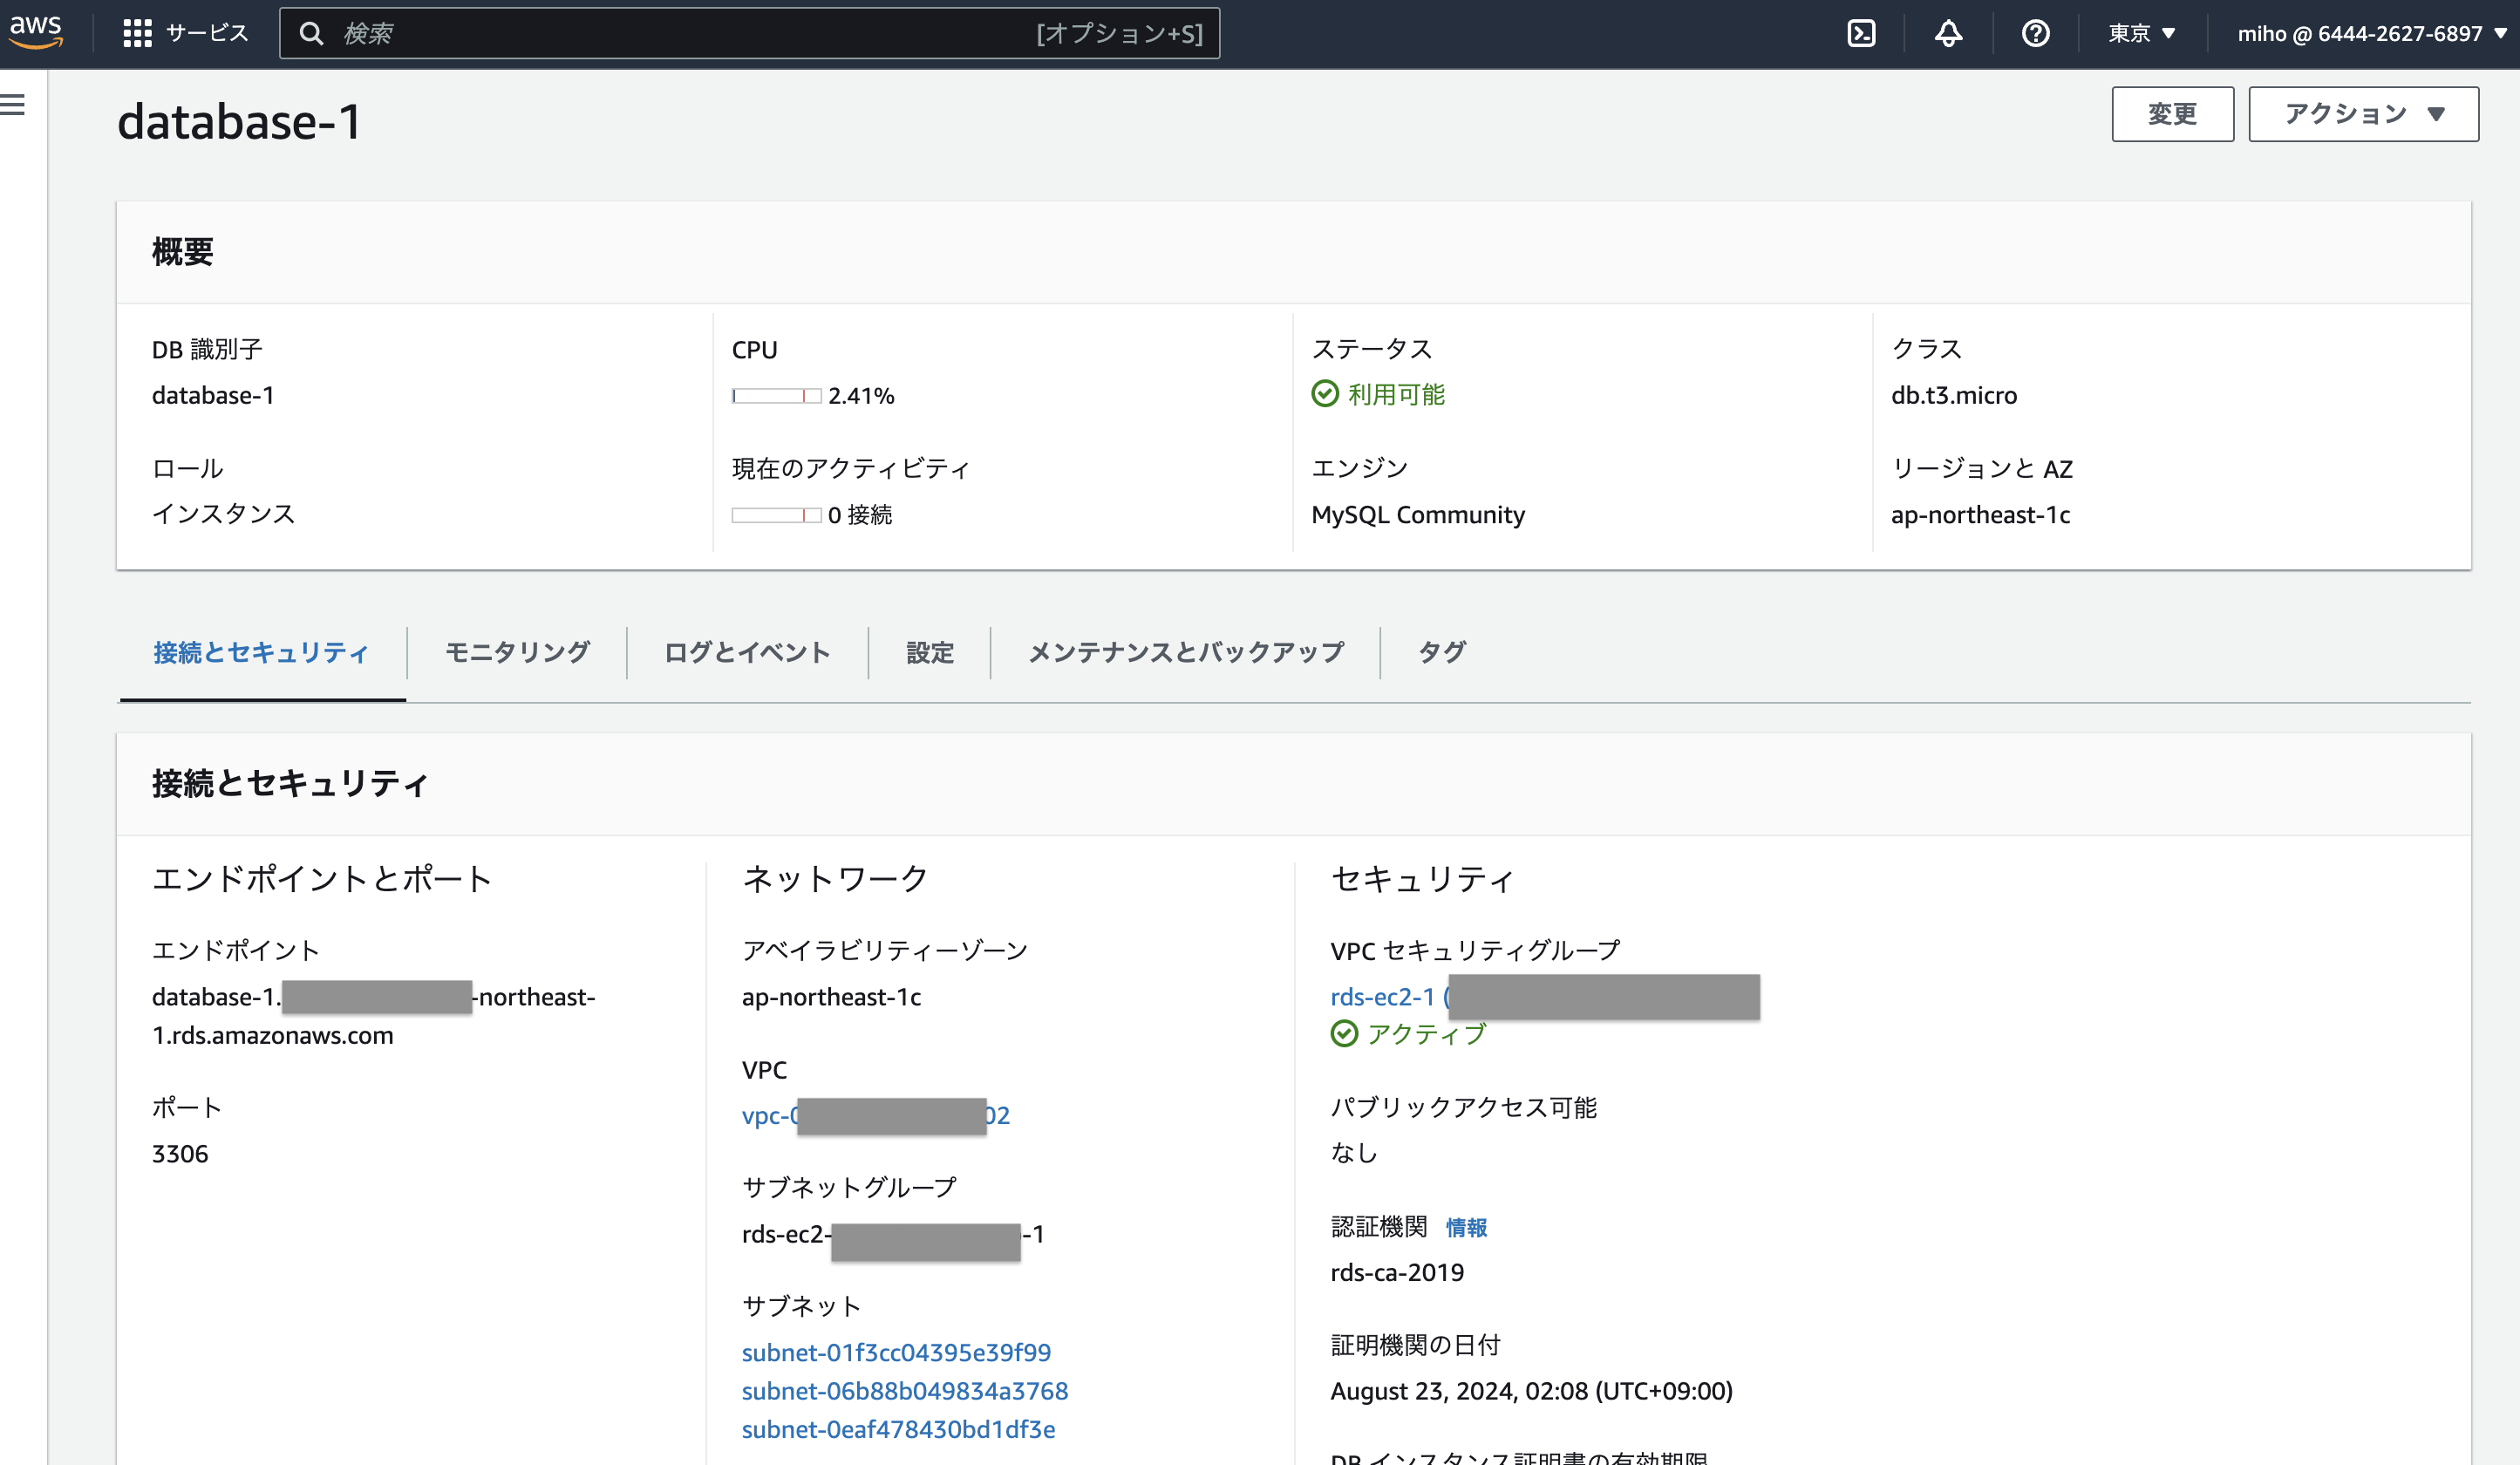 aws
サービス
検索
[オプション+S]
東京
miho @ 6444-2627-6897
database-1
変更
アクション
概要
DB 識別子
database-1
CPU
2.41%
ステータス
利用可能
クラス
db.t3.micro
ロール
インスタンス
現在のアクティビティ
0 接続
エンジン
MySQL Community
リージョンと AZ
ap-northeast-1c
接続とセキュリティ
モニタリング
ログとイベント
設定
メンテナンスとバックアップ
タグ
接続とセキュリティ
エンドポイントとポート
エンドポイント
database-1. -northeast-
1.rds.amazonaws.com
ポート
3306
ネットワーク
アベイラビリティーゾーン
ap-northeast-1c
VPC
vpc-0 02
サブネットグループ
rds-ec2- -1
サブネット
subnet-01f3cc04395e39f99
subnet-06b88b049834a3768
subnet-0eaf478430bd1df3e
セキュリティ
VPC セキュリティグループ
rds-ec2-1 (
アクティブ
パブリックアクセス可能
なし
認証機関 情報
rds-ca-2019
証明機関の日付
August 23, 2024, 02:08 (UTC+09:00)
DB インスタンス証明書の有効期限